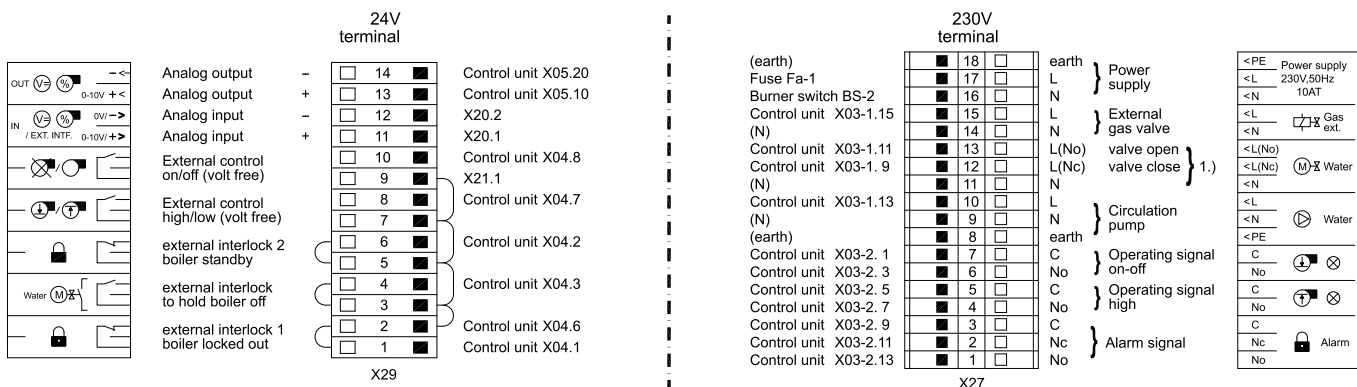 24V
terminal
OUT V= % – <
0-10V + <
IN V= % 0V/ – >
/ EXT. INTF. 0-10V/ + >
Water M
Analog output – 14 Control unit X05.20
Analog output + 13 Control unit X05.10
Analog input – 12 X20.2
Analog input + 11 X20.1
External control 10 Control unit X04.8
on/off (volt free) 9 X21.1
External control 8 Control unit X04.7
high/low (volt free) 7
external interlock 2 6 Control unit X04.2
boiler standby 5
external interlock 4 Control unit X04.3
to hold boiler off 3
external interlock 1 2 Control unit X04.6
boiler locked out 1 Control unit X04.1
X29
230V
terminal
(earth) 18 earth
Fuse Fa-1 17 L
Burner switch BS-2 16 N
Power
supply
Control unit X03-1.15 15 L
(N) 14 N
External
gas valve
Control unit X03-1.11 13 L(No) valve open
Control unit X03-1. 9 12 L(Nc) valve close
(N) 11 N
1.)
Control unit X03-1.13 10 L
(N) 9 N
(earth) 8 earth
Circulation
pump
Control unit X03-2. 1 7 C
Control unit X03-2. 3 6 No
Operating signal
on-off
Control unit X03-2. 5 5 C
Control unit X03-2. 7 4 No
Operating signal
high
Control unit X03-2. 9 3 C
Control unit X03-2.11 2 Nc
Control unit X03-2.13 1 No
Alarm signal
X27
<PE
<L
<N
Power supply
230V,50Hz
10AT
<L
<N
Gas
ext.
<L(No)
<L(Nc) M Water
<N
<L
<N Water
<PE
C
No
C
No
C
Nc Alarm
No